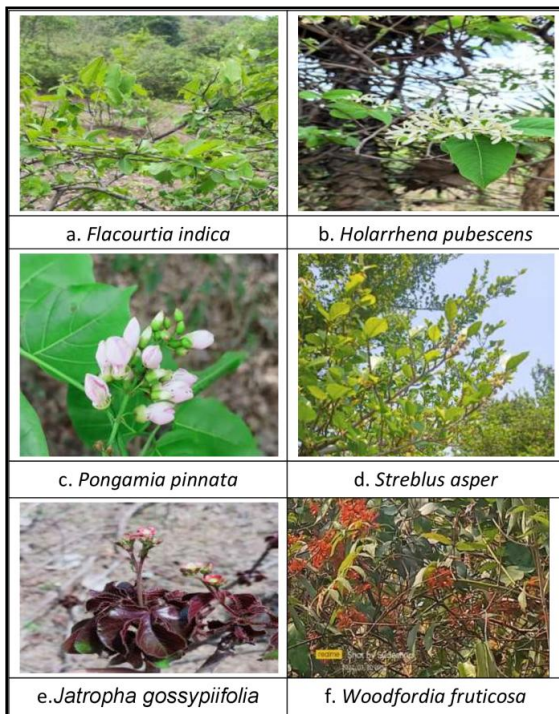 a. Flacourtia indica
b. Holarrhena pubescens
c. Pongamia pinnata
d. Streblus asper
e.Jatropha gossypiifolia
f. Woodfordia fruticosa
realme